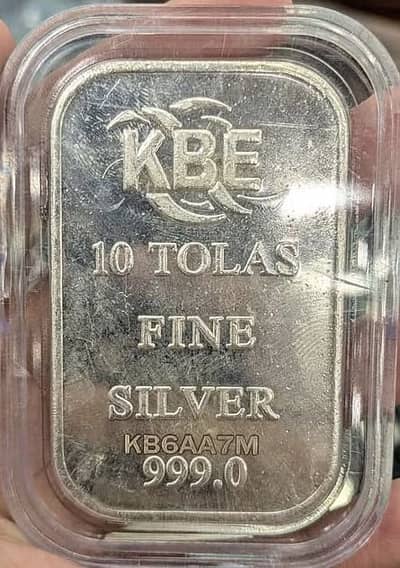 KBE
10 TOLAS
FINE
SILVER
KB6AA7M
999.0